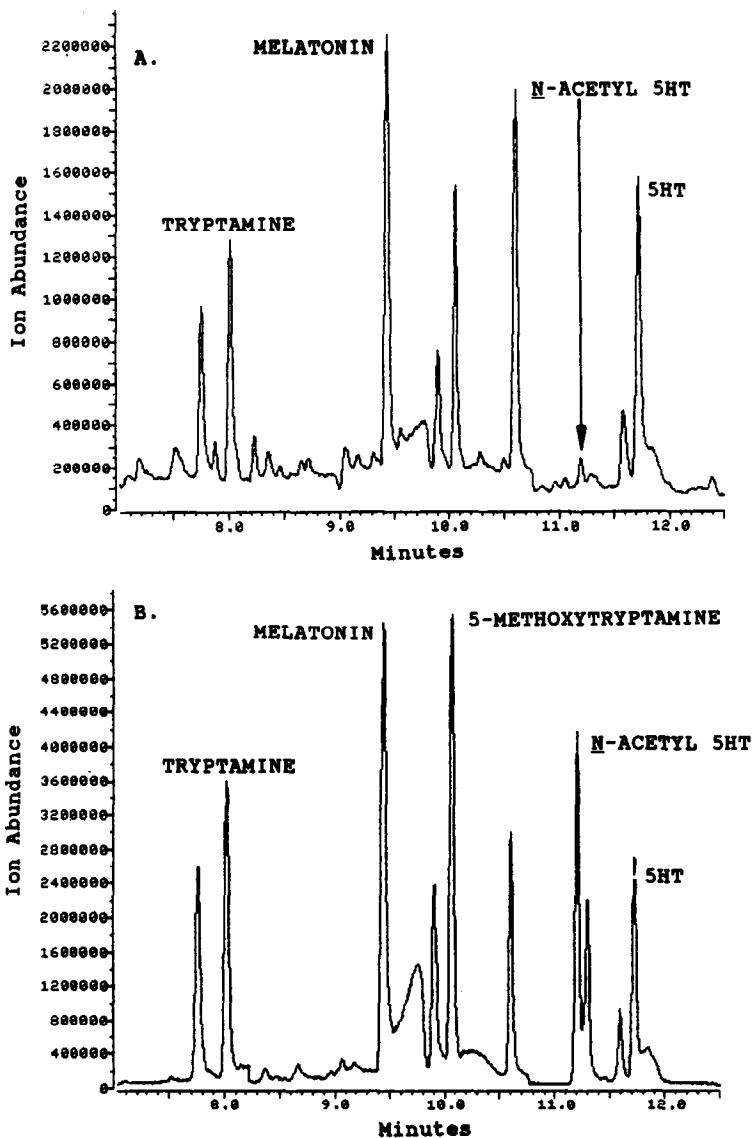 A.
MELATONIN
N-ACETYL 5HT
5HT
TRYPTAMINE
Ion Abundance
2200000
2000000
1800000
1600000
1400000
1200000
1000000
800000
600000
400000
200000
0
8.0 9.0 10.0 11.0 12.0
Minutes
B.
MELATONIN
5-METHOXYTRYPTAMINE
N-ACETYL 5HT
TRYPTAMINE
5HT
Ion Abundance
5600000
5200000
4800000
4400000
4000000
3600000
3200000
2800000
2400000
2000000
1600000
1200000
800000
400000
0
8.0 9.0 10.0 11.0 12.0
Minutes